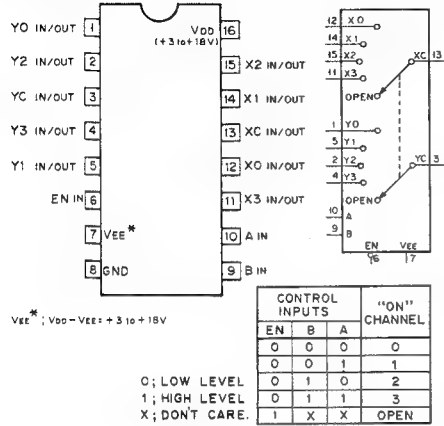 Y0 IN/OUT 1
Y2 IN/OUT 2
YC IN/OUT 3
Y3 IN/OUT 4
Y1 IN/OUT 5
EN IN 6
7 VEE*
8 GND
VDD 16
(+3 to +18V)
15 X2 IN/OUT
14 X1 IN/OUT
13 XC IN/OUT
12 X0 IN/OUT
11 X3 IN/OUT
10 A IN
9 B IN
12 X0
14 X1
15 X2
11 X3
OPEN
XC 13
1 Y0
5 Y1
2 Y2
4 Y3
OPEN
YC 3
10 A
9 B
EN VEE
6 7
VEE* ; VDD-VEE= +3 to +18V
0; LOW LEVEL
1; HIGH LEVEL
X; DON'T CARE.
CONTROL INPUTS "ON" CHANNEL
EN B A
0 0 0 0
0 0 1 1
0 1 0 2
0 1 1 3
1 X X OPEN